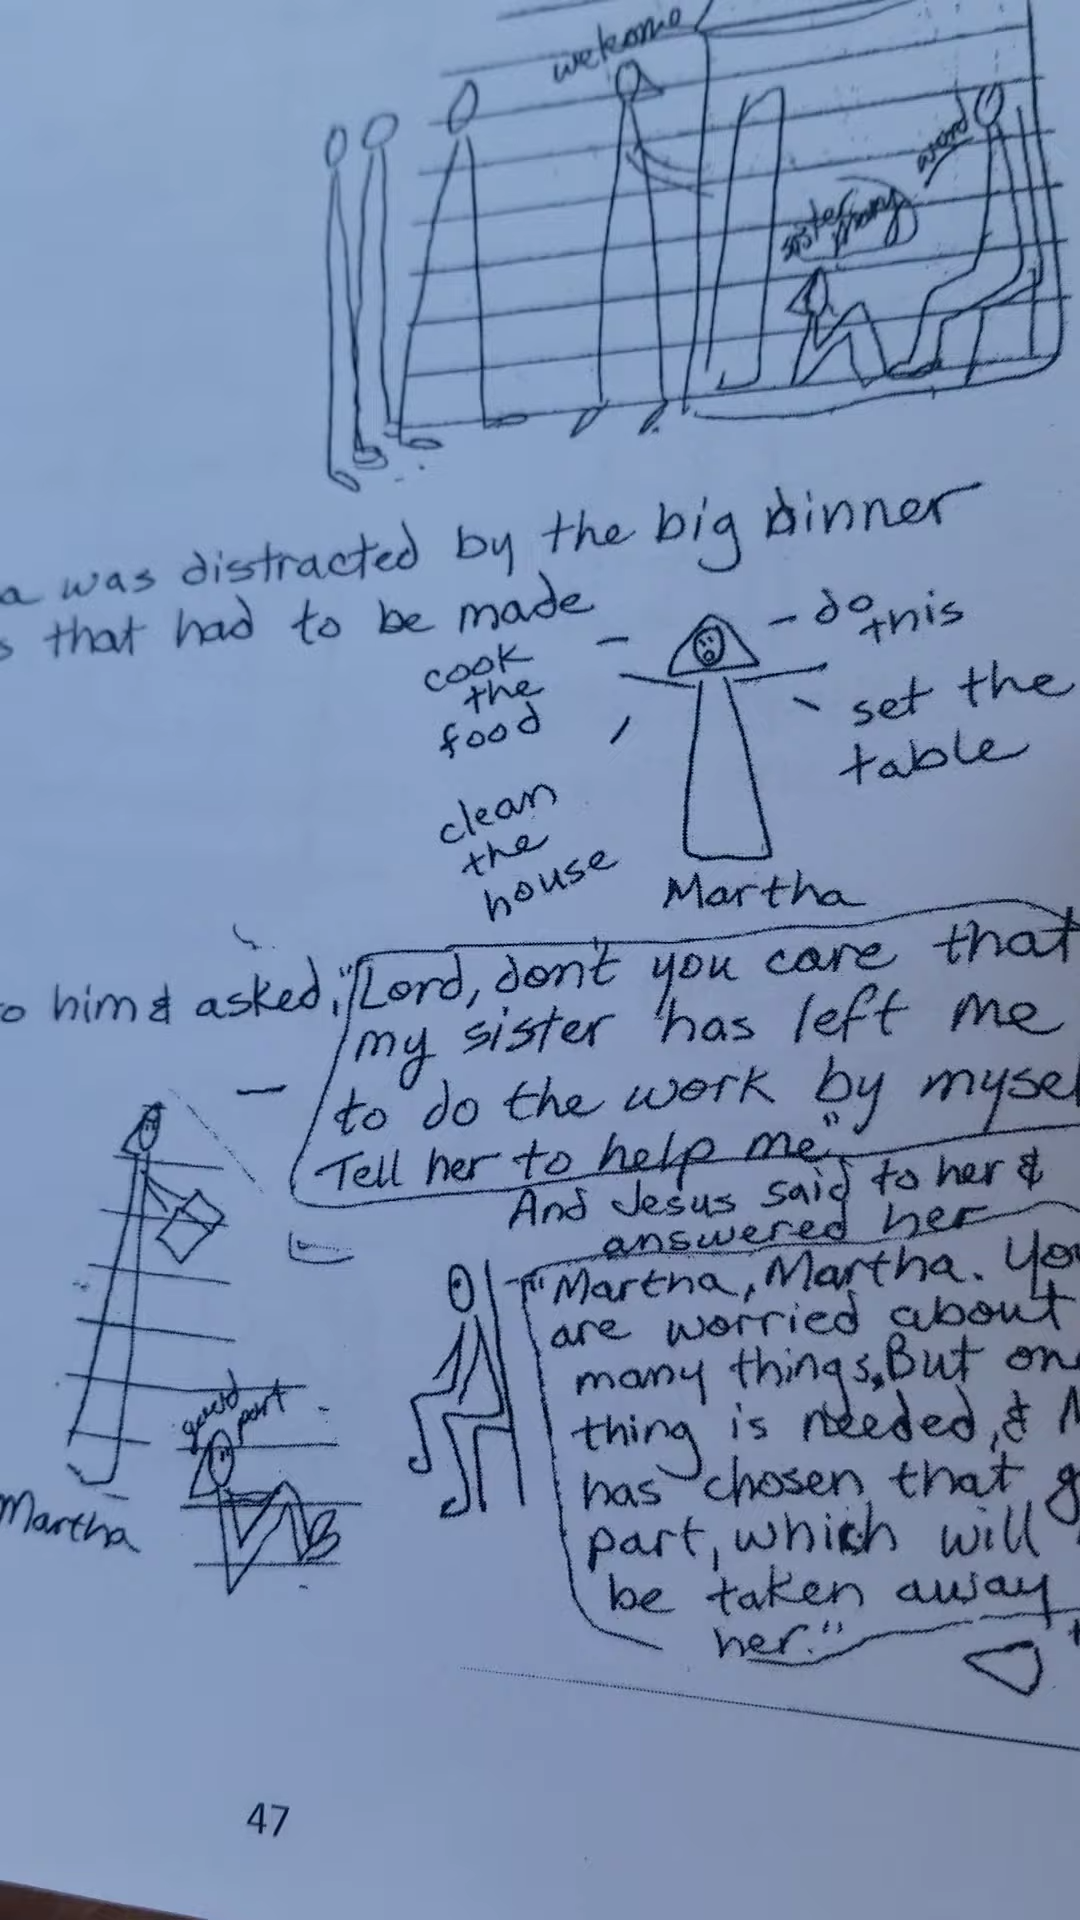 welcome
word
sister
mary
a was distracted by the big dinner
s that had to be made
cook
the
food
- do
this
set the
table
clean
the
house
Martha
o him & asked, "Lord, don't you care that
my sister has left me
to do the work by mysel
Tell her to help me."
And Jesus said to her &
answered her
"Martha, Martha. You
are worried about
many things, But one
thing is needed, & M
has chosen that g
part, which will
be taken away
her."
good
part
Martha
47